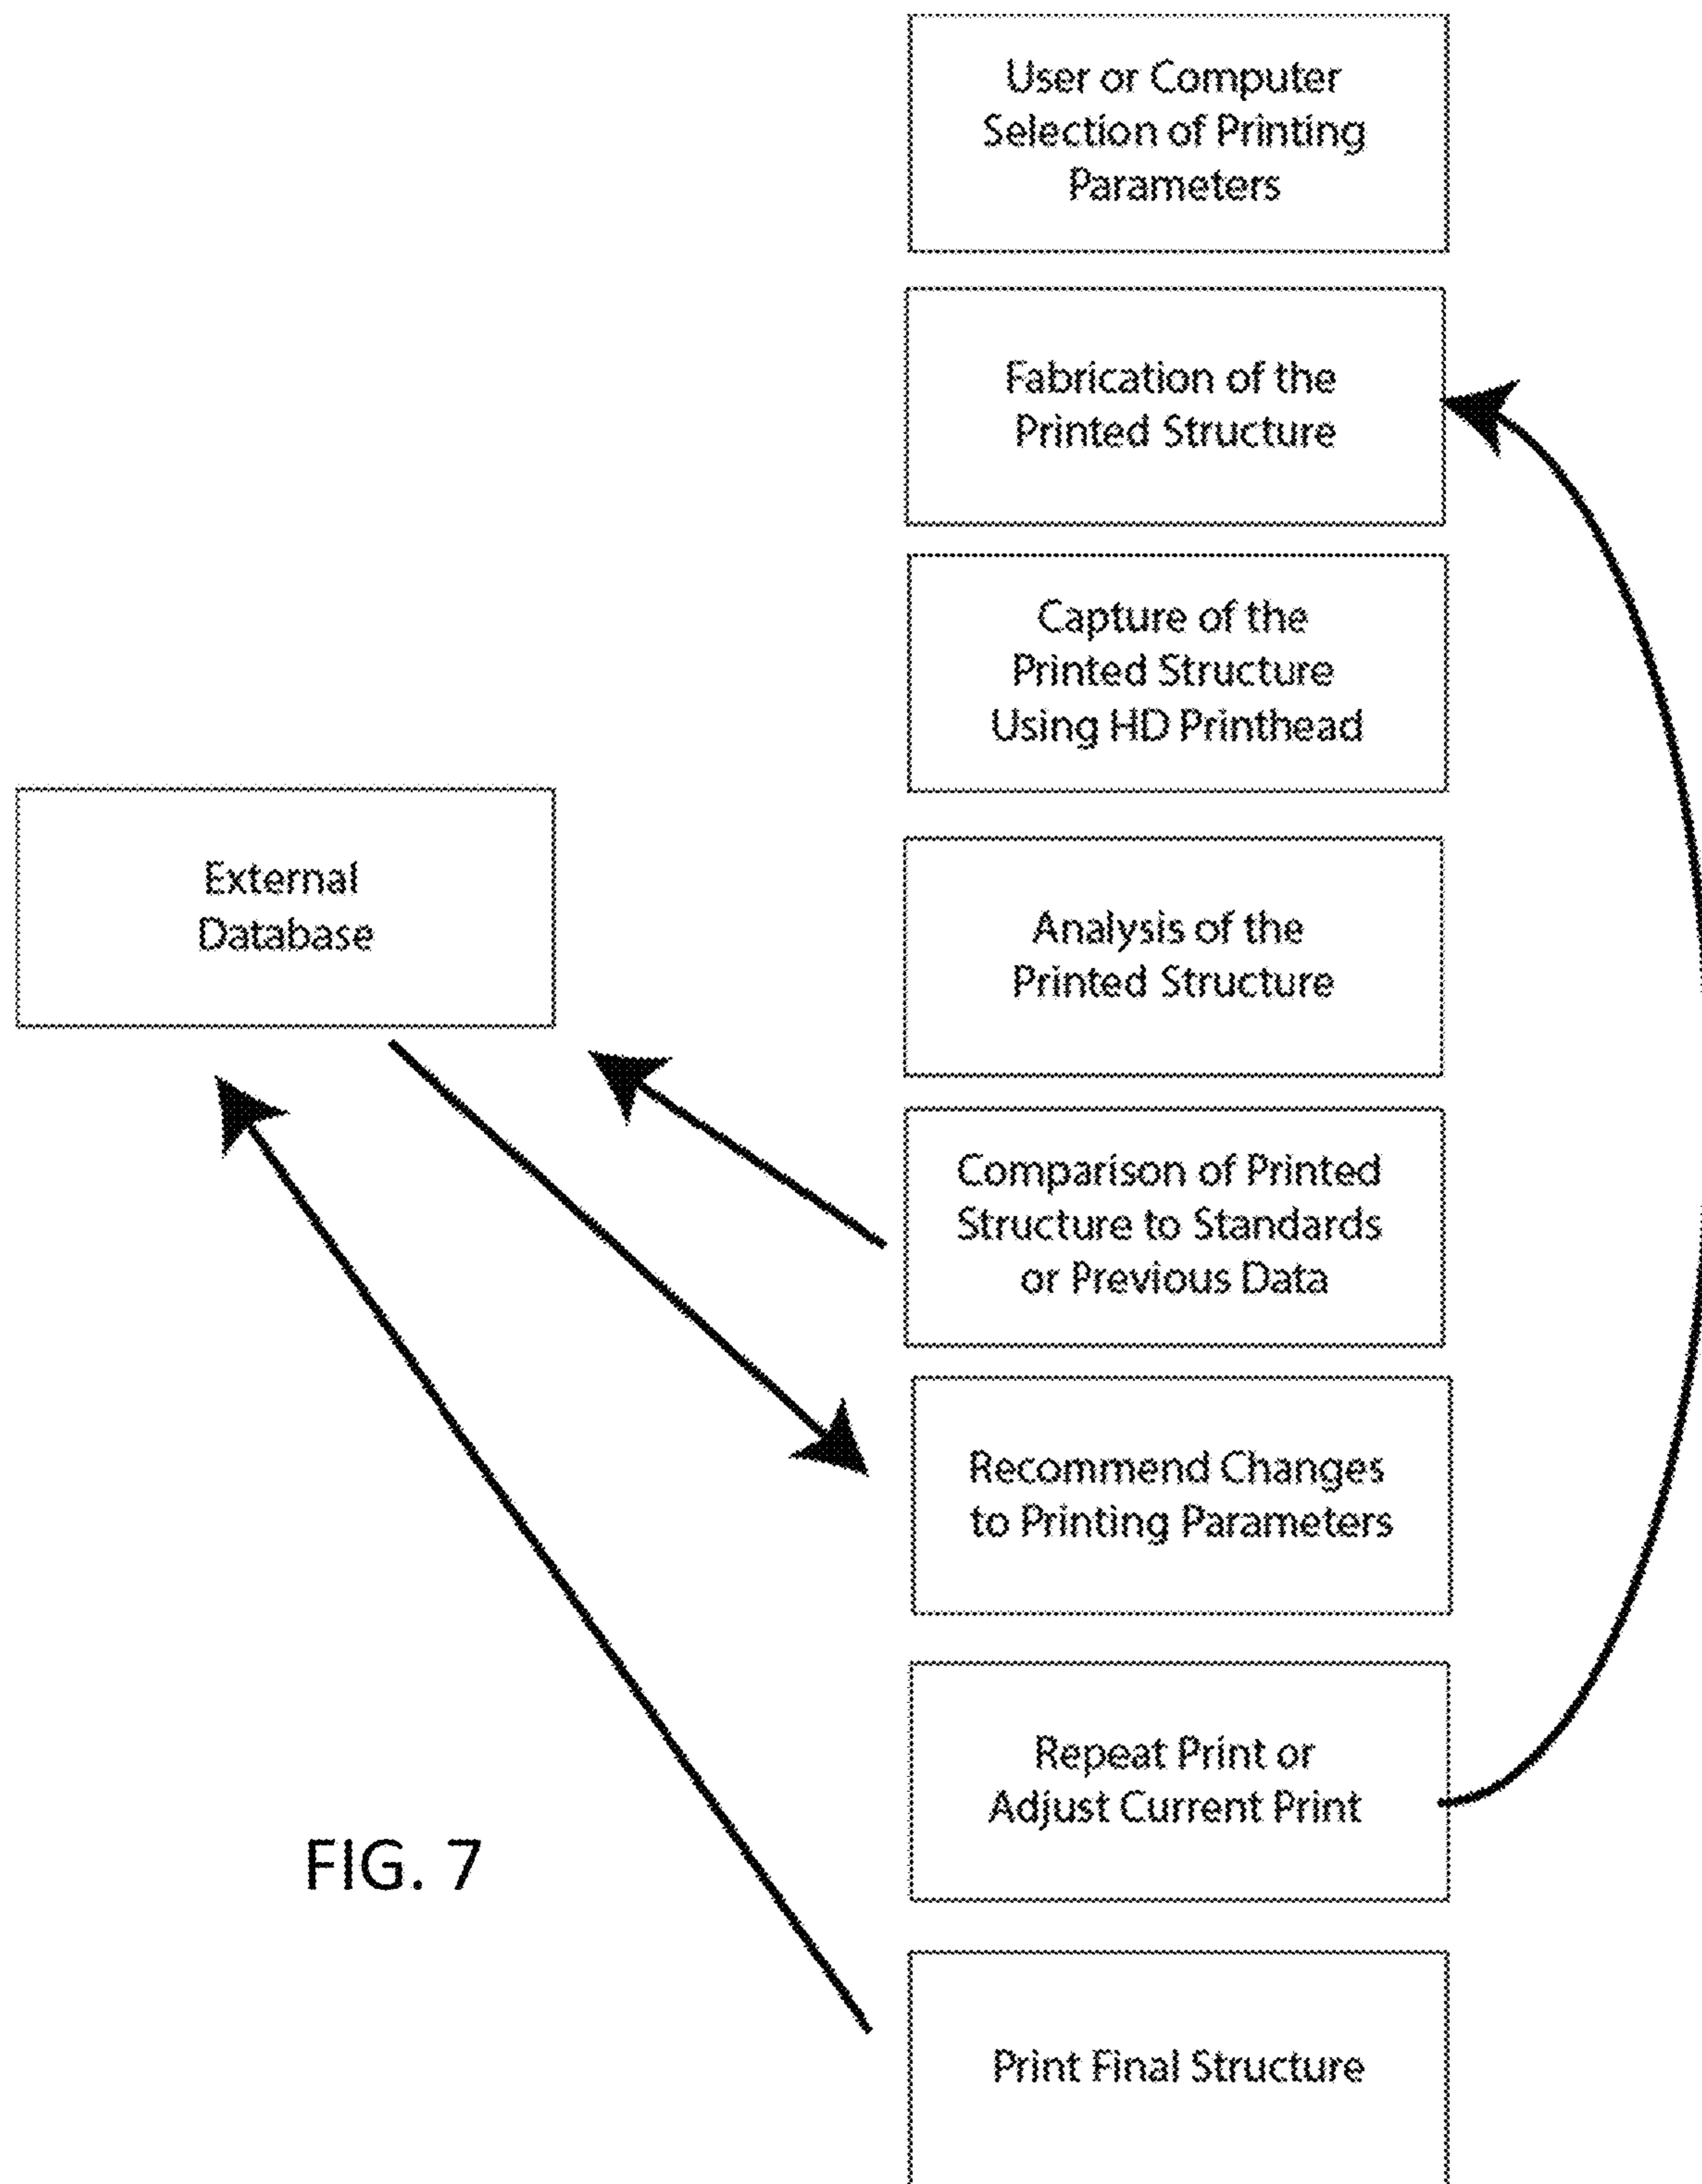 User or Computer
Selection of Printing
Parameters
Fabrication of the
Printed Structure
Capture of the
Printed Structure
Using HD Printhead
External
Database
Analysis of the
Printed Structure
Comparison of Printed
Structure to Standards
or Previous Data
Recommend Changes
to Printing Parameters
Repeat Print or
Adjust Current Print
FIG. 7
Print Final Structure